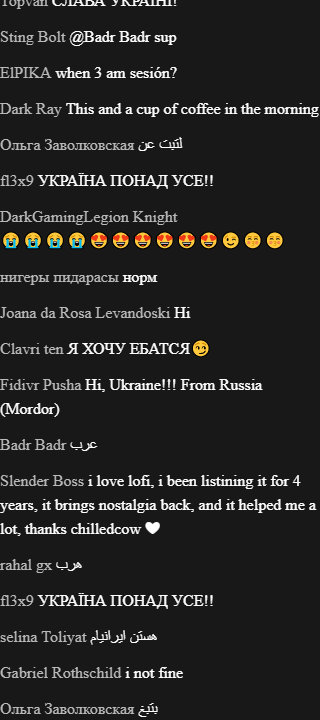 Topvan СЛАВА УКРАЇНІ!
Sting Bolt @Badr Badr sup
ElPIKA when 3 am sesión?
Dark Ray This and a cup of coffee in the morning
Ольга Заволковская لتبت عن
fl3x9 УКРАЇНА ПОНАД УСЕ!!
DarkGamingLegion Knight
😭😭😭😭😍😍😍😍😍😍😉😁😁
нигеры пидарасы норм
Joana da Rosa Levandoski Hi
Clavri ten Я ХОЧУ ЕБАТСЯ😏
Fidivr Pusha Hi, Ukraine!!! From Russia
(Mordor)
Badr Badr عرب
Slender Boss i love lofi, i been listining it for 4
years, it brings nostalgia back, and it helped me a
lot, thanks chilledcow 🤍
rahal gx هرب
fl3x9 УКРАЇНА ПОНАД УСЕ!!
selina Toliyat هستن ایرانیام
Gabriel Rothschild i not fine
Ольга Заволковская يتبغ